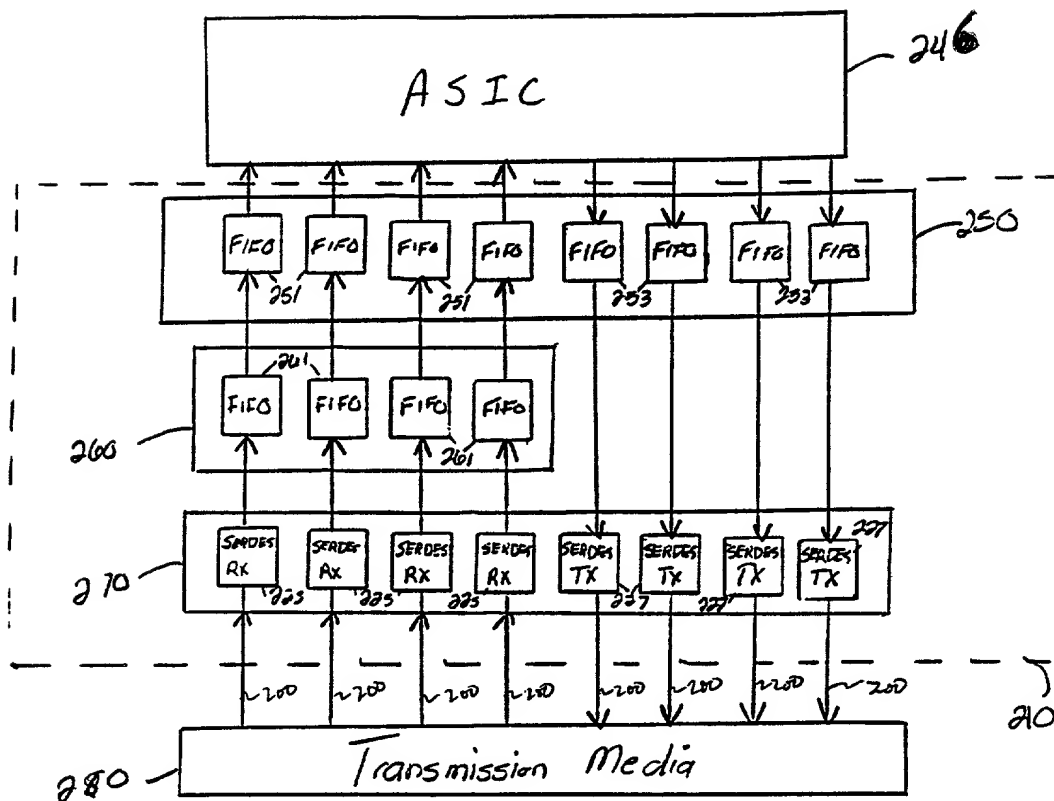 246
ASIC
250
FIFO FIFO FIFO FIFO FIFO FIFO FIFO FIFO
251 251 253 253
261
FIFO FIFO FIFO FIFO
260
261
227
SERDES RX SERDES RX SERDES RX SERDES RX SERDES TX SERDES TX SERDES TX SERDES TX
270
225 225 225 227 227
200 200 200 200 200 200 200 200
210
Transmission Media
280